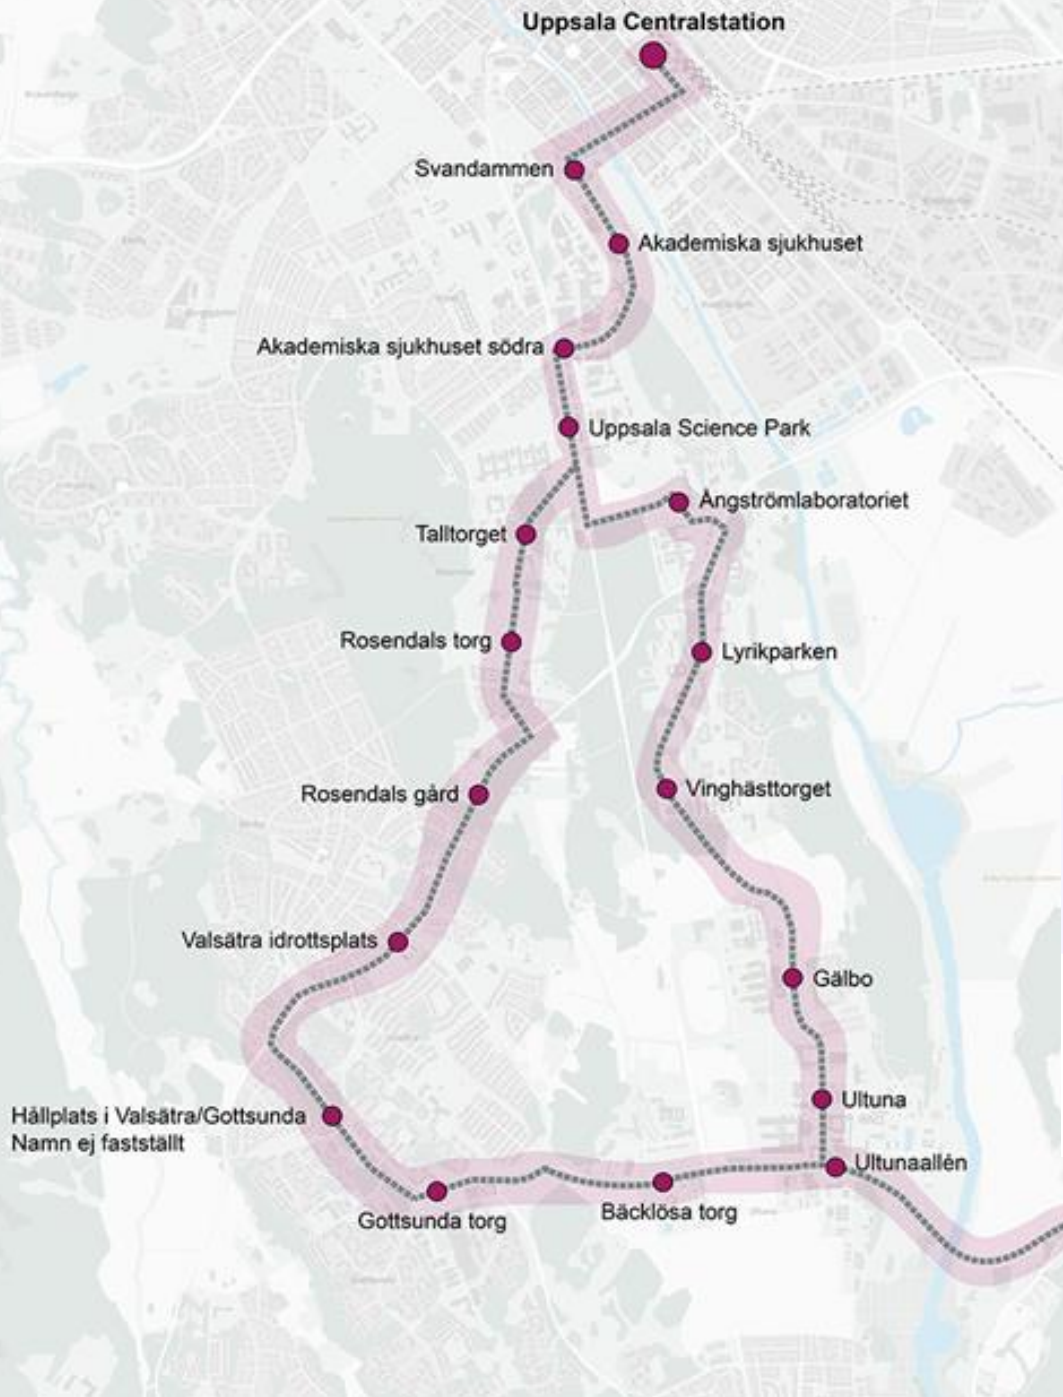 Uppsala Centralstation
Svandammen
Akademiska sjukhuset
Akademiska sjukhuset södra
Uppsala Science Park
Ångströmlaboratoriet
Talltorget
Rosendals torg
Lyrikparken
Vinghästtorget
Rosendals gård
Valsätra idrottsplats
Gälbo
Ultuna
Hållplats i Valsätra/Gottsunda
Namn ej fastställt
Ultunaallén
Gottsunda torg
Bäcklösa torg